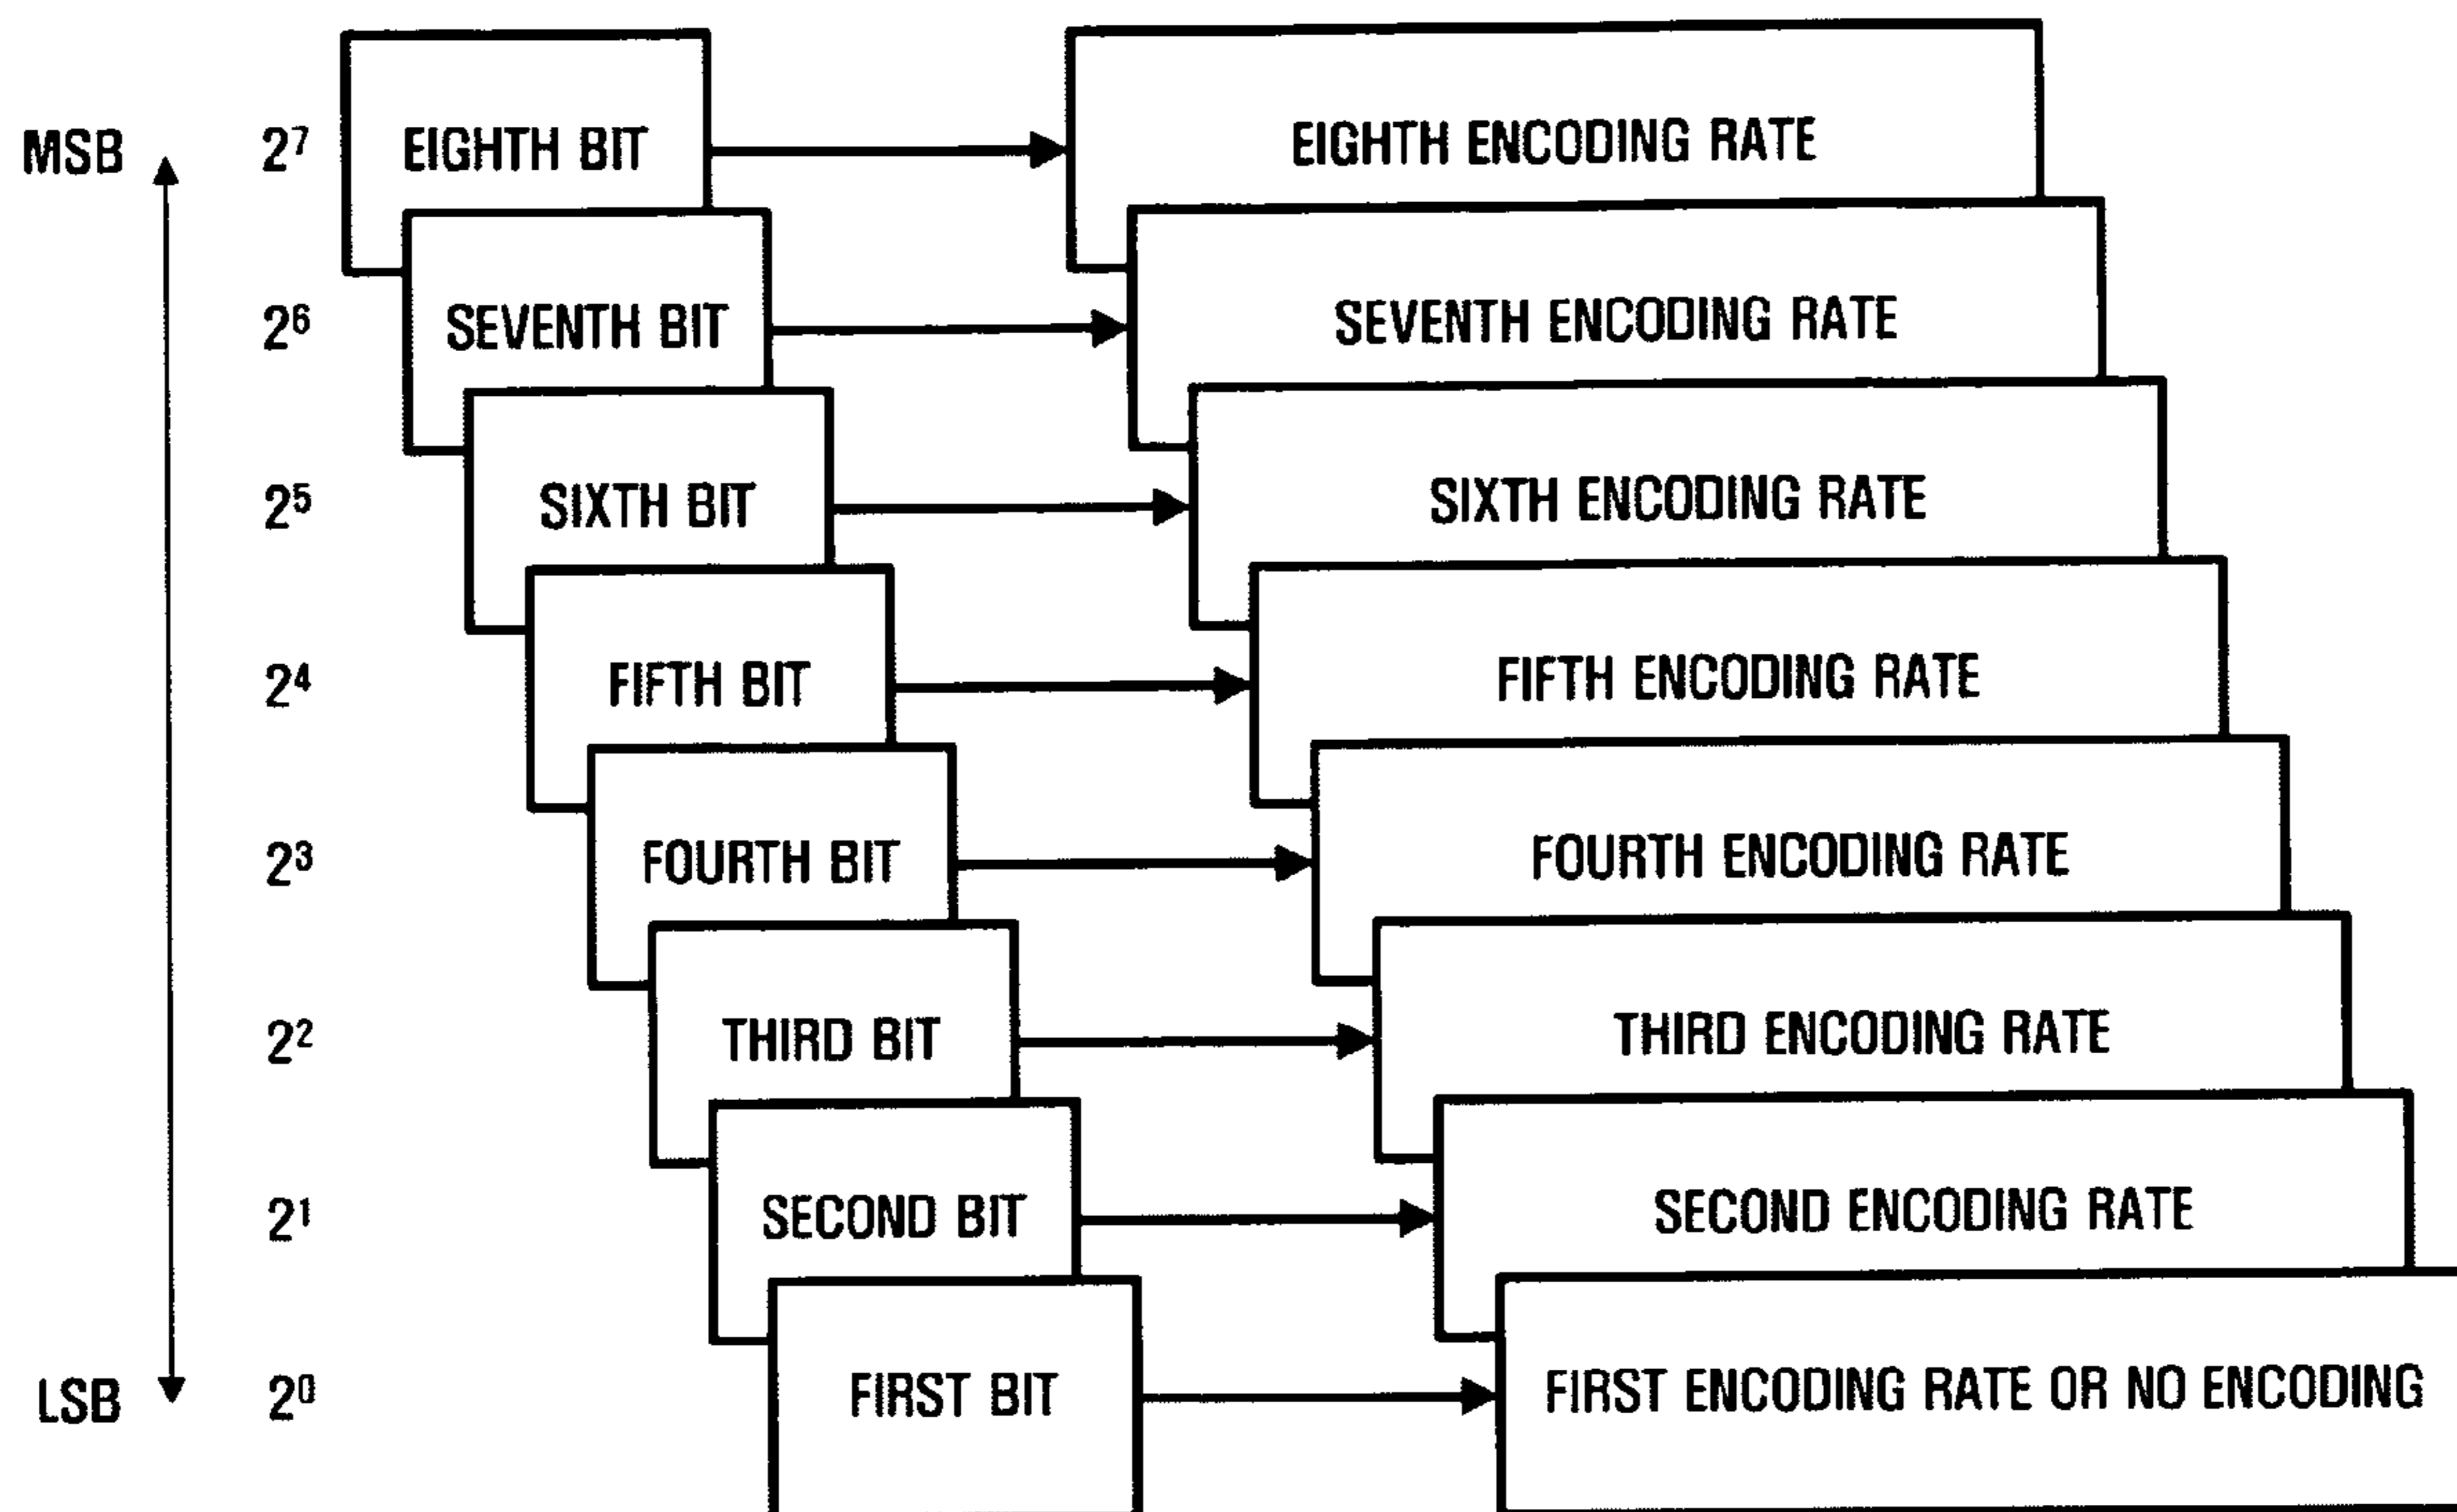 MSB 2⁷ EIGHTH BIT EIGHTH ENCODING RATE
2⁶ SEVENTH BIT SEVENTH ENCODING RATE
2⁵ SIXTH BIT SIXTH ENCODING RATE
2⁴ FIFTH BIT FIFTH ENCODING RATE
2³ FOURTH BIT FOURTH ENCODING RATE
2² THIRD BIT THIRD ENCODING RATE
2¹ SECOND BIT SECOND ENCODING RATE
LSB 2⁰ FIRST BIT FIRST ENCODING RATE OR NO ENCODING